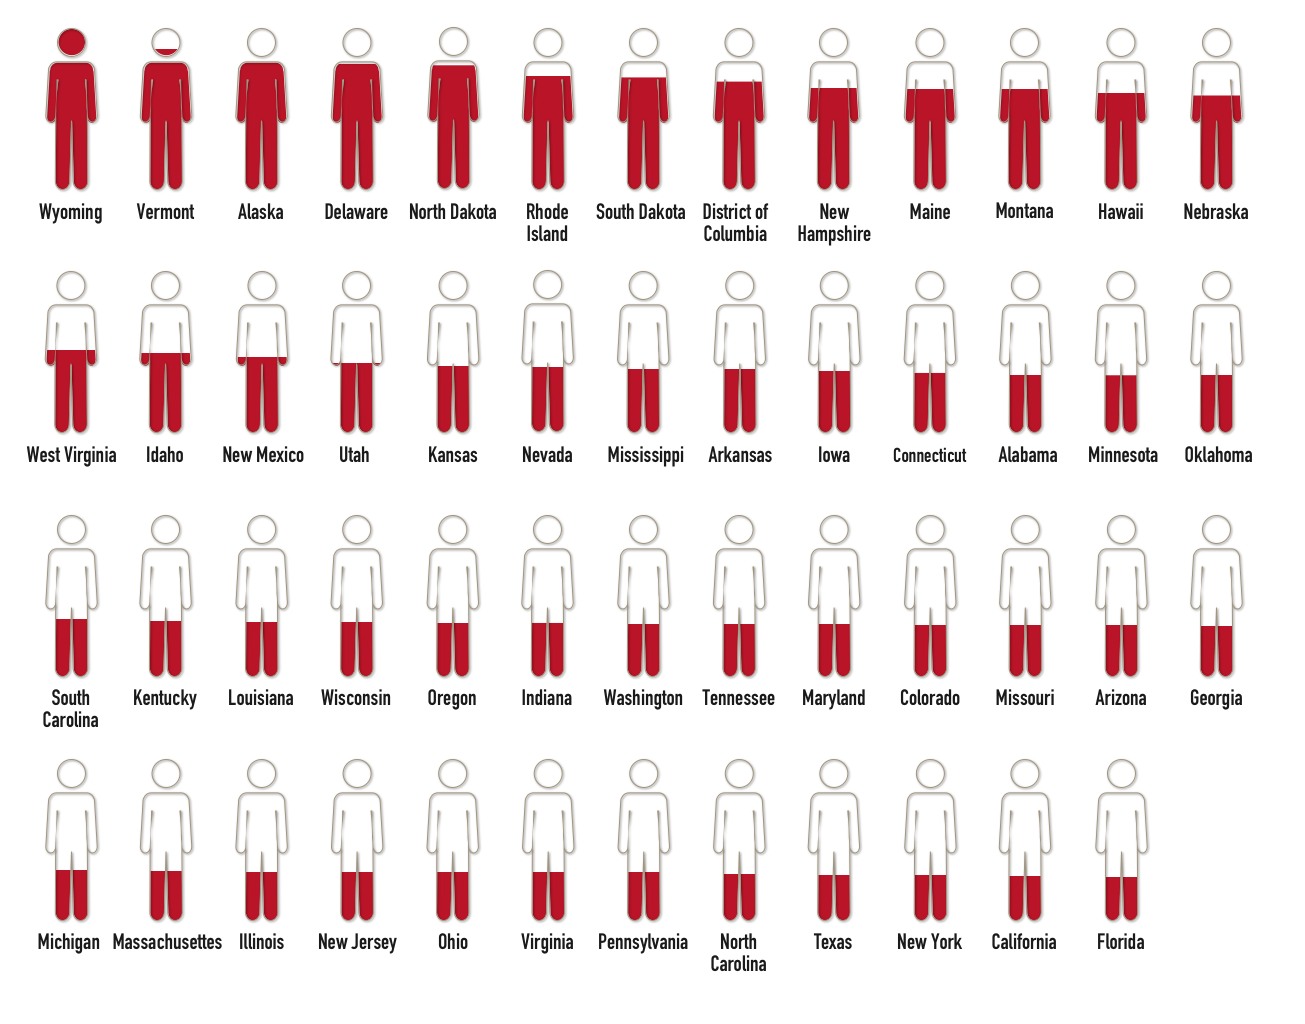 Wyoming Vermont Alaska Delaware North Dakota Rhode Island South Dakota District of Columbia New Hampshire Maine Montana Hawaii Nebraska
West Virginia Idaho New Mexico Utah Kansas Nevada Mississippi Arkansas Iowa Connecticut Alabama Minnesota Oklahoma
South Carolina Kentucky Louisiana Wisconsin Oregon Indiana Washington Tennessee Maryland Colorado Missouri Arizona Georgia
Michigan Massachusettes Illinois New Jersey Ohio Virginia Pennsylvania North Carolina Texas New York California Florida